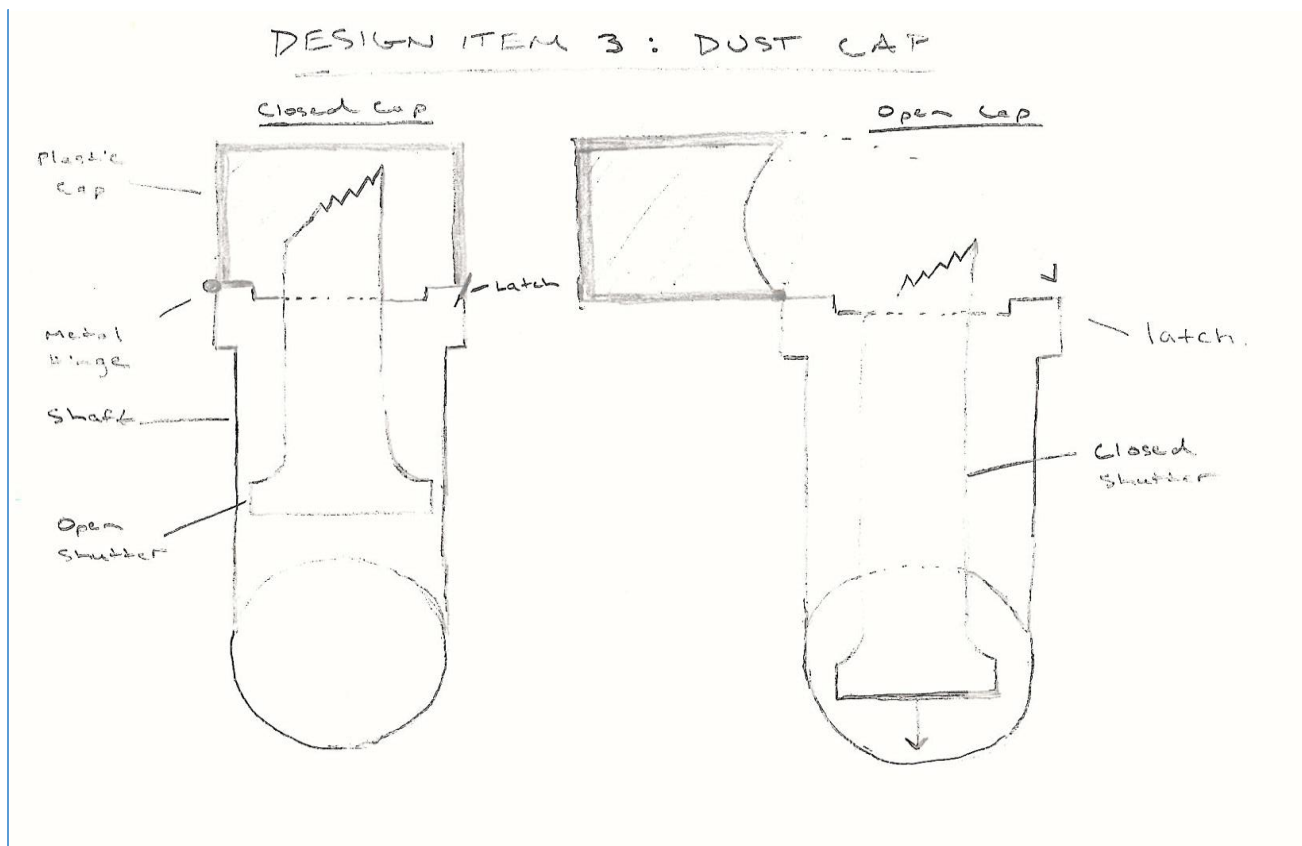 DESIGN ITEM 3 : DUST CAP
Closed Cap
Open Cap
Plastic
Cap
Latch
Metal
Hinge
latch.
Shaft
Closed
Shutter
Open
Shutter